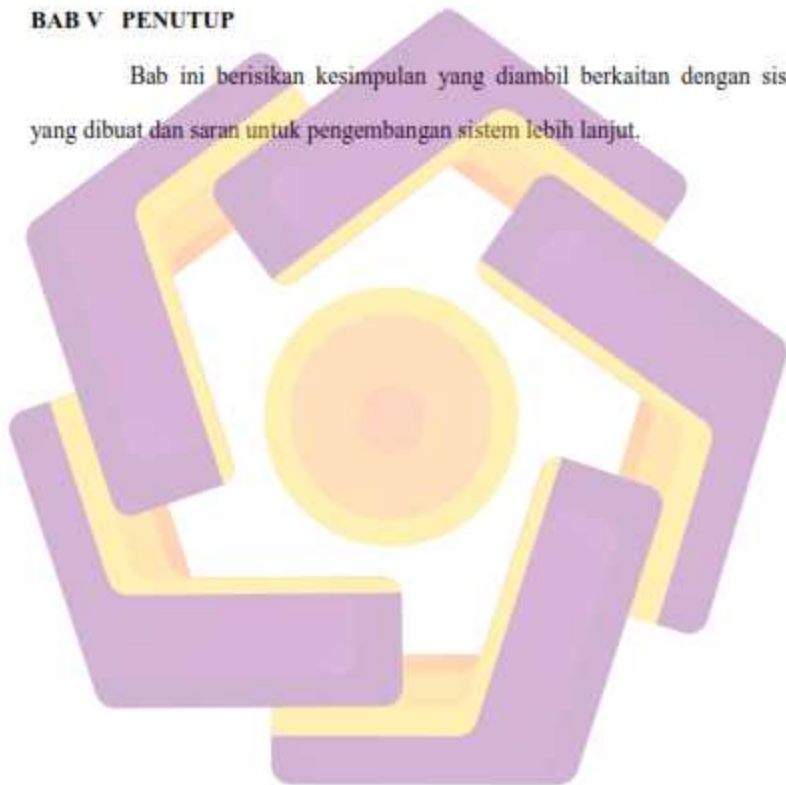 BAB V PENUTUP
Bab ini berisikan kesimpulan yang diambil berkaitan dengan sis
yang dibuat dan saran untuk pengembangan sistem lebih lanjut.